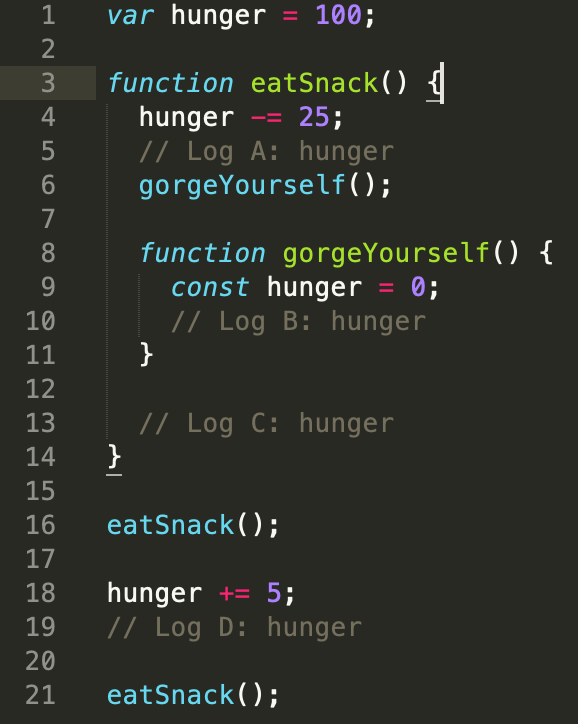 1 var hunger = 100;
2
3 function eatSnack() {
4   hunger -= 25;
5   // Log A: hunger
6   gorgeYourself();
7
8   function gorgeYourself() {
9     const hunger = 0;
10     // Log B: hunger
11   }
12
13   // Log C: hunger
14 }
15
16 eatSnack();
17
18 hunger += 5;
19 // Log D: hunger
20
21 eatSnack();